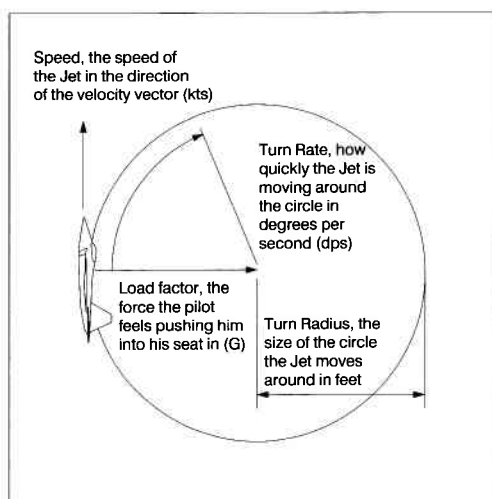 Speed, the speed of
the Jet in the direction
of the velocity vector (kts)
Turn Rate, how
quickly the Jet is
moving around
the circle in
degrees per
second (dps)
Load factor, the
force the pilot
feels pushing him
into his seat in (G)
Turn Radius, the
size of the circle
the Jet moves
around in feet